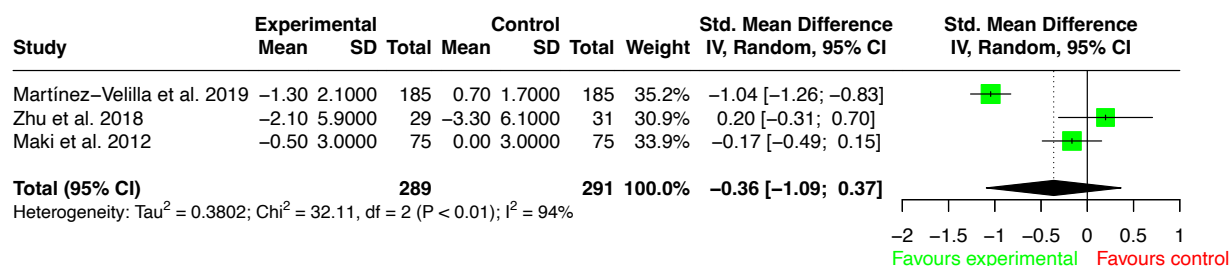 Experimental Control Std. Mean Difference Std. Mean Difference
Study Mean SD Total Mean SD Total Weight IV, Random, 95% CI IV, Random, 95% CI
Martínez−Velilla et al. 2019 −1.30 2.1000 185 0.70 1.7000 185 35.2% −1.04 [−1.26; −0.83]
Zhu et al. 2018 −2.10 5.9000 29 −3.30 6.1000 31 30.9% 0.20 [−0.31; 0.70]
Maki et al. 2012 −0.50 3.0000 75 0.00 3.0000 75 33.9% −0.17 [−0.49; 0.15]
Total (95% CI) 289 291 100.0% −0.36 [−1.09; 0.37]
Heterogeneity: Tau² = 0.3802; Chi² = 32.11, df = 2 (P < 0.01); I² = 94%
−2 −1.5 −1 −0.5 0 0.5 1
Favours experimental Favours control